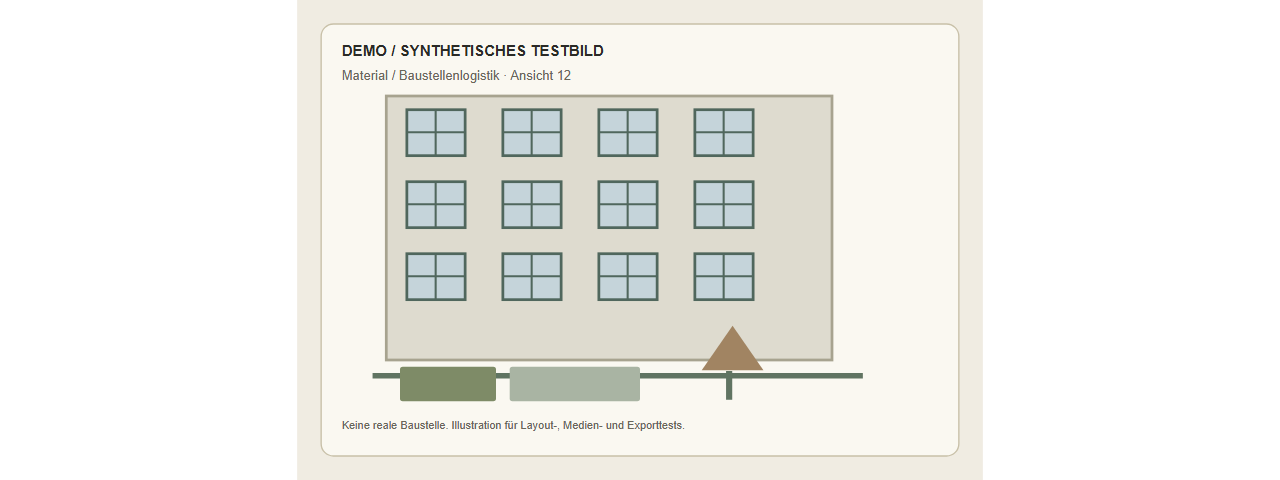 DEMO / SYNTHETISCHES TESTBILD
Material / Baustellenlogistik · Ansicht 12
Keine reale Baustelle. Illustration für Layout-, Medien- und Exporttests.